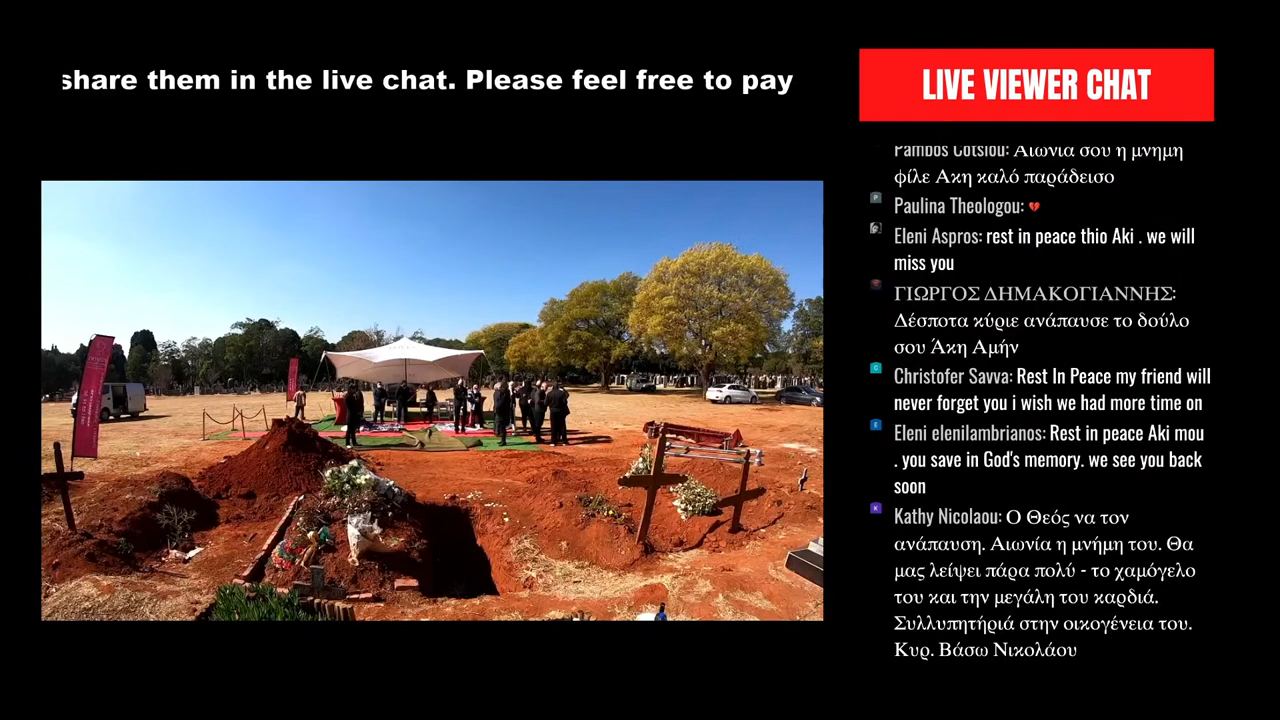 share them in the live chat. Please feel free to pay
LIVE VIEWER CHAT
Pambos Cotsiou: Αιωνια σου η μνημη
φίλε Ακη καλό παράδεισο
Paulina Theologou:
Eleni Aspros: rest in peace thio Aki . we will
miss you
ΓΙΩΡΓΟΣ ΔΗΜΑΚΟΓΙΑΝΝΗΣ:
Δέσποτα κύριε ανάπαυσε το δούλο
σου Άκη Αμήν
Christofer Savva: Rest In Peace my friend will
never forget you i wish we had more time on
Eleni elenilambrianos: Rest in peace Aki mou
. you save in God's memory. we see you back
soon
Kathy Nicolaou: Ο Θεός να τον
ανάπαυση. Αιωνία η μνήμη του. Θα
μας λείψει πάρα πολύ - το χαμόγελο
του και την μεγάλη του καρδιά.
Συλλυπητήριά στην οικογένεια του.
Κυρ. Βάσω Νικολάου